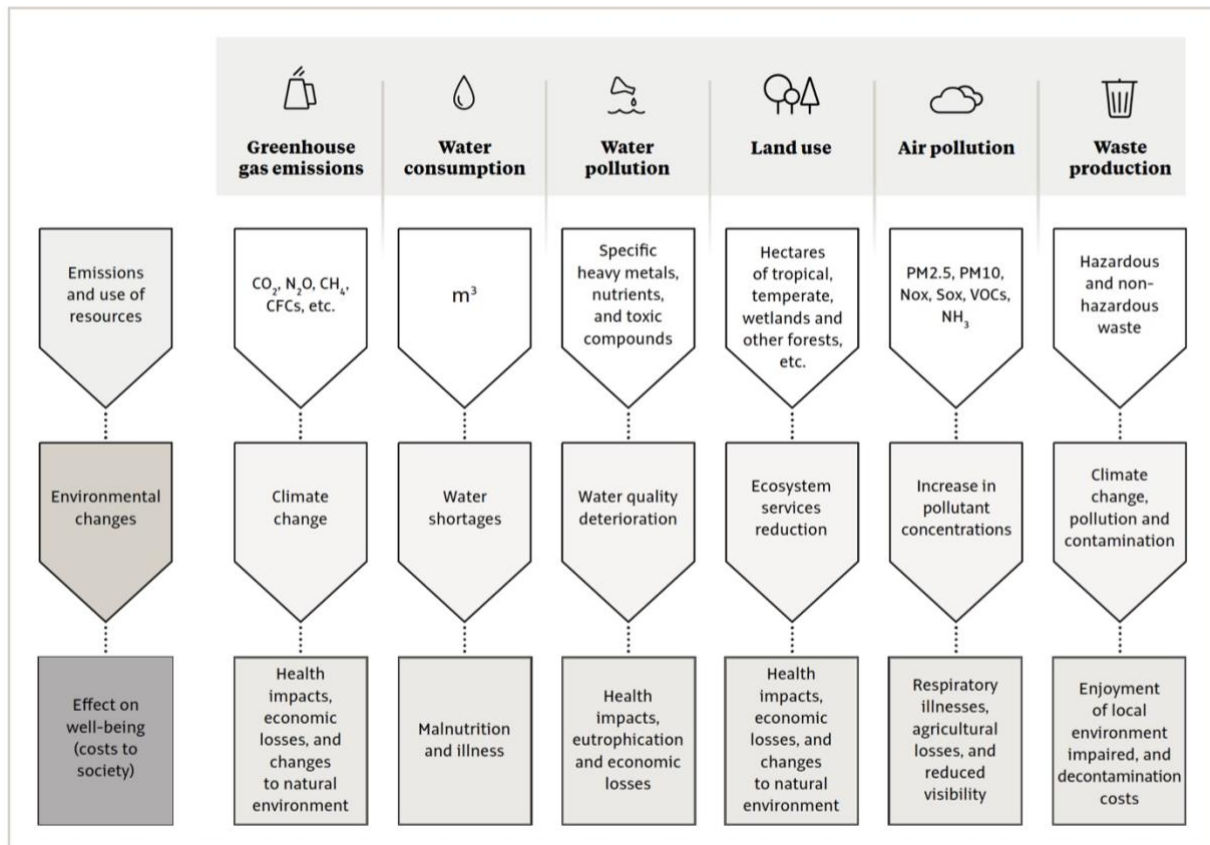 Greenhouse
gas emissions
Water
consumption
Water
pollution
Land use
Air pollution
Waste
production
Emissions
and use of
resources
CO₂, N₂O, CH₄,
CFCs, etc.
m³
Specific
heavy metals,
nutrients,
and toxic
compounds
Hectares
of tropical,
temperate,
wetlands and
other forests,
etc.
PM2.5, PM10,
Nox, Sox, VOCs,
NH₃
Hazardous
and non-
hazardous
waste
Environmental
changes
Climate
change
Water
shortages
Water quality
deterioration
Ecosystem
services
reduction
Increase in
pollutant
concentrations
Climate
change,
pollution and
contamination
Effect on
well-being
(costs to
society)
Health
impacts,
economic
losses, and
changes
to natural
environment
Malnutrition
and illness
Health
impacts,
eutrophication
and economic
losses
Health
impacts,
economic
losses, and
changes
to natural
environment
Respiratory
illnesses,
agricultural
losses, and
reduced
visibility
Enjoyment
of local
environment
impaired, and
decontamination
costs